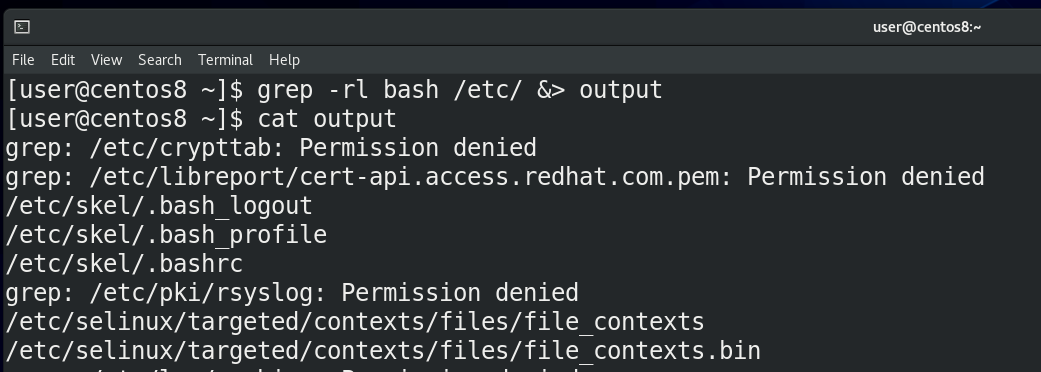 user@centos8:~
File Edit View Search Terminal Help
[user@centos8 ~]$ grep -rl bash /etc/ &> output
[user@centos8 ~]$ cat output
grep: /etc/crypttab: Permission denied
grep: /etc/libreport/cert-api.access.redhat.com.pem: Permission denied
/etc/skel/.bash_logout
/etc/skel/.bash_profile
/etc/skel/.bashrc
grep: /etc/pki/rsyslog: Permission denied
/etc/selinux/targeted/contexts/files/file_contexts
/etc/selinux/targeted/contexts/files/file_contexts.bin